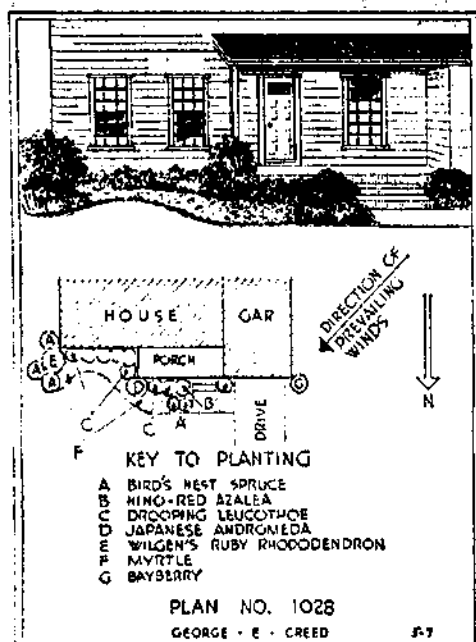 HOUSE
GAR
PORCH
DIRECTION OF
PREVAILING
WINDS
N
A
A
E
A
D
G
B
C
C
A
F
DRIVE
KEY TO PLANTING
A BIRD'S NEST SPRUCE
B HINO-RED AZALEA
C DROOPING LEUCOTHOE
D JAPANESE ANDROMEDA
E WILGEN'S RUBY RHODODENDRON
F MYRTLE
G BAYBERRY
PLAN NO. 1028
GEORGE · E · CREED